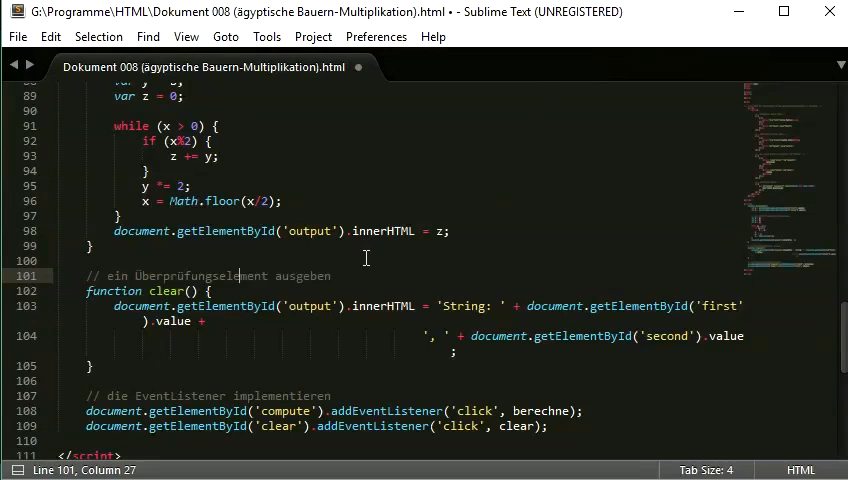 G:\Programme\HTML\Dokument 008 (ägyptische Bauern-Multiplikation).html • - Sublime Text (UNREGISTERED)
File Edit Selection Find View Goto Tools Project Preferences Help
Dokument 008 (ägyptische Bauern-Multiplikation).html
88 var y = b;
89 var z = 0;
90
91 while (x > 0) {
92 if (x%2) {
93 z += y;
94 }
95 y *= 2;
96 x = Math.floor(x/2);
97 }
98 document.getElementById('output').innerHTML = z;
99 }
100
101 // ein Überprüfungselement ausgeben
102 function clear() {
103 document.getElementById('output').innerHTML = 'String: ' + document.getElementById('first'
).value +
104 ', ' + document.getElementById('second').value
;
105 }
106
107 // die EventListener implementieren
108 document.getElementById('compute').addEventListener('click', berechne);
109 document.getElementById('clear').addEventListener('click', clear);
110
111 </script>
Line 101, Column 27 Tab Size: 4 HTML